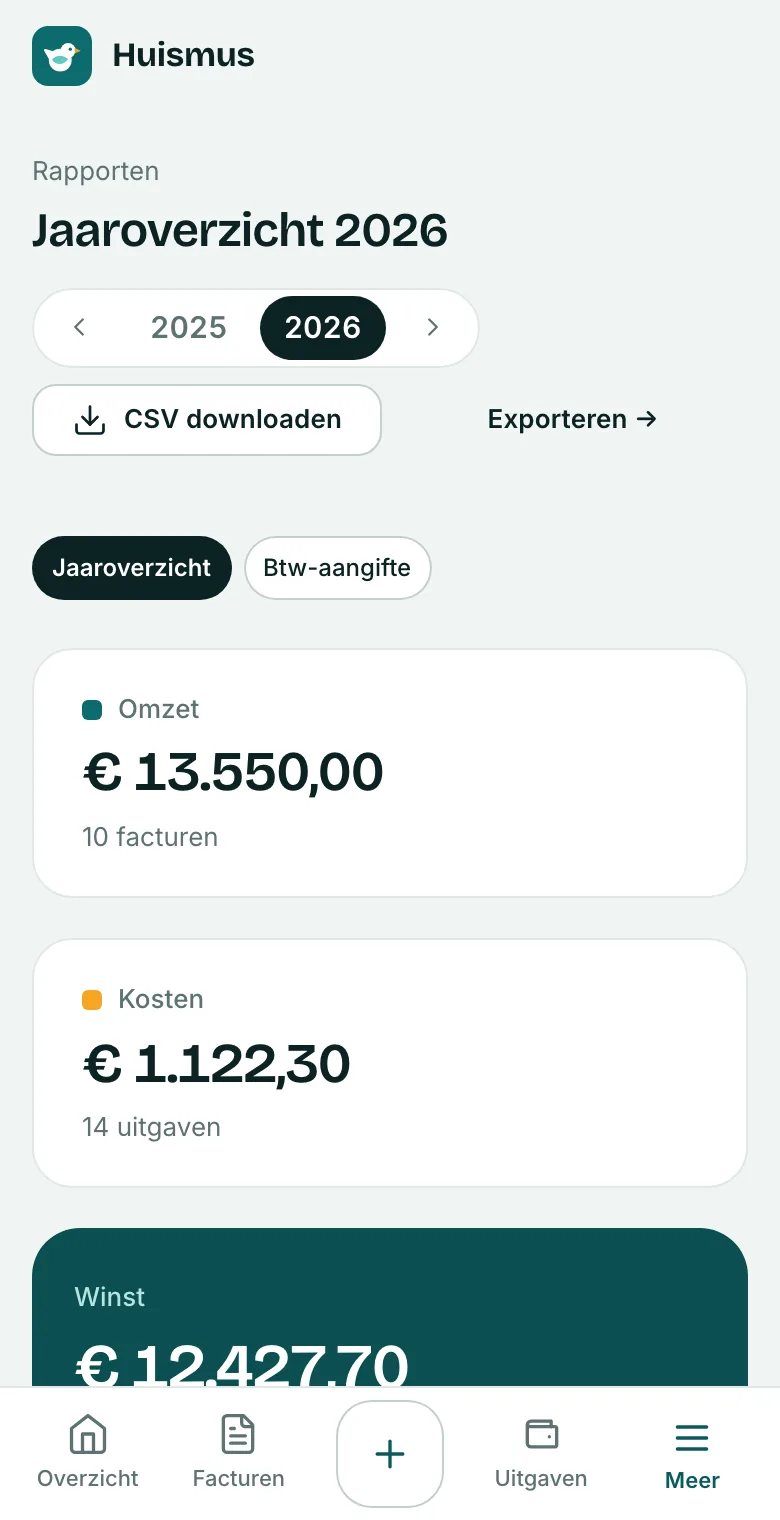 Huismus
Rapporten
Jaaroverzicht 2026
2025 2026
CSV downloaden Exporteren →
Jaaroverzicht Btw-aangifte
Omzet
€ 13.550,00
10 facturen
Kosten
€ 1.122,30
14 uitgaven
Winst
€ 12.427,70
Overzicht Facturen Uitgaven Meer